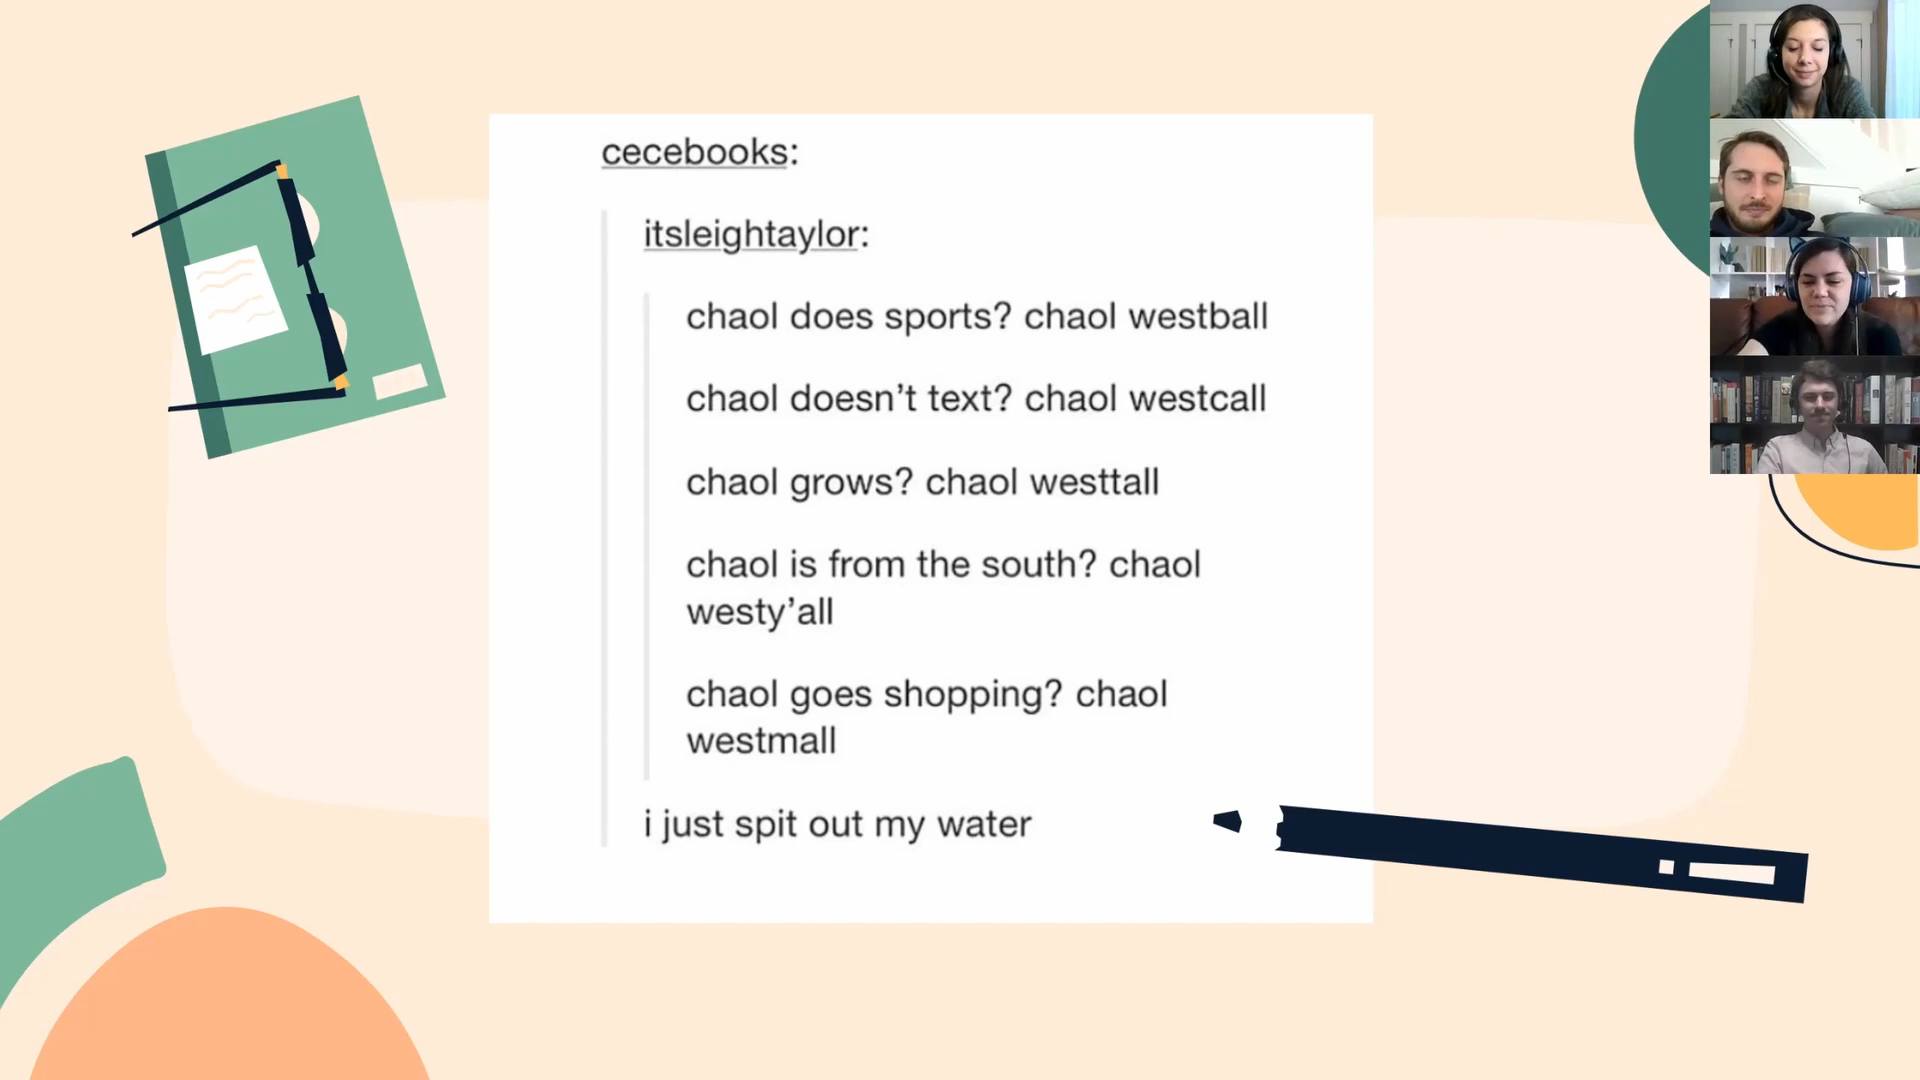 cecebooks:
itsleightaylor:
chaol does sports? chaol westball
chaol doesn’t text? chaol westcall
chaol grows? chaol westtall
chaol is from the south? chaol
westy’all
chaol goes shopping? chaol
westmall
i just spit out my water